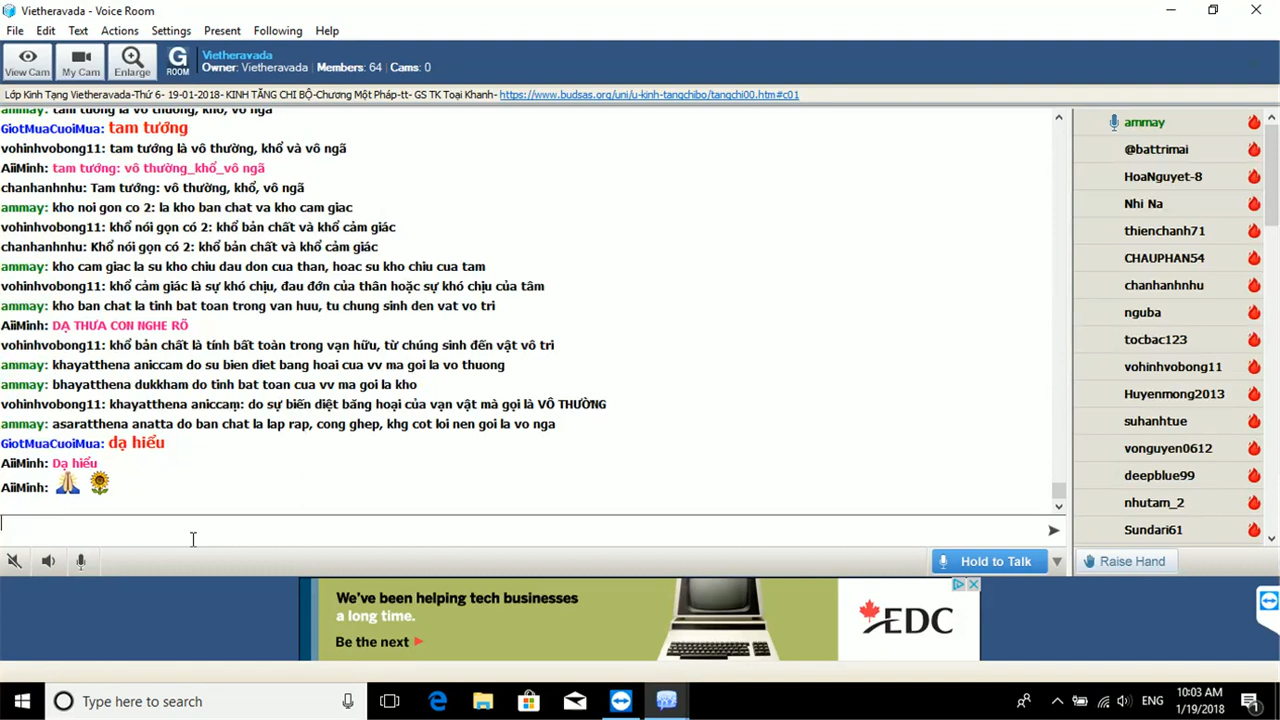 Vietheravada - Voice Room
File Edit Text Actions Settings Present Following Help
View Cam My Cam Enlarge G ROOM
Vietheravada
Owner: Vietheravada Members: 64 Cams: 0
Lớp Kinh Tạng Vietheravada-Thứ 6- 19-01-2018- KINH TĂNG CHI BỘ-Chương Một Pháp-tt- GS TK Toại Khanh- https://www.budsas.org/uni/u-kinh-tangchibo/tangchi00.htm#c01
ammay: tam tuong la vo thuong, kho, vo nga
GiotMuaCuoiMua: tam tướng
vohinhvobong11: tam tướng là vô thường, khổ và vô ngã
AiiMinh: tam tướng: vô thường_khổ_vô ngã
chanhanhnhu: Tam tướng: vô thường, khổ, vô ngã
ammay: kho noi gon co 2: la kho ban chat va kho cam giac
vohinhvobong11: khổ nói gọn có 2: khổ bản chất và khổ cảm giác
chanhanhnhu: Khổ nói gọn có 2: khổ bản chất và khổ cảm giác
ammay: kho cam giac la su kho chiu dau don cua than, hoac su kho chiu cua tam
vohinhvobong11: khổ cảm giác là sự khó chịu, đau đớn của thân hoặc sự khó chịu của tâm
ammay: kho ban chat la tinh bat toan trong van huu, tu chung sinh den vat vo tri
AiiMinh: DẠ THƯA CON NGHE RÕ
vohinhvobong11: khổ bản chất là tính bất toàn trong vạn hữu, từ chúng sinh đến vật vô tri
ammay: khayatthena aniccam do su bien diet bang hoai cua vv ma goi la vo thuong
ammay: bhayatthena dukkham do tinh bat toan cua vv ma goi la kho
vohinhvobong11: khayatthena aniccaṃ: do sự biến diệt băng hoại của vạn vật mà gọi là VÔ THƯỜNG
ammay: asaratthena anatta do ban chat la lap rap, cong ghep, khg cot loi nen goi la vo nga
GiotMuaCuoiMua: dạ hiểu
AiiMinh: Dạ hiểu
AiiMinh:
ammay
@battrimai
HoaNguyet-8
Nhi Na
thienchanh71
CHAUPHAN54
chanhanhnhu
nguba
tocbac123
vohinhvobong11
Huyenmong2013
suhanhtue
vonguyen0612
deepblue99
nhutam_2
Sundari61
Hold to Talk
Raise Hand
We've been helping tech businesses
a long time.
Be the next
EDC
Type here to search
ENG
10:03 AM
1/19/2018
1